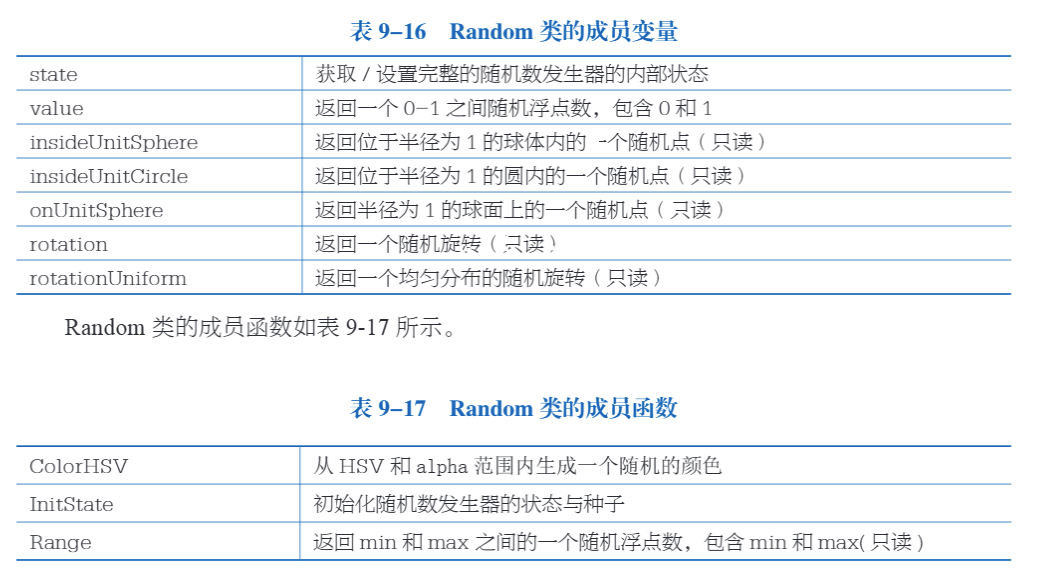 表 9–16 Random 类的成员变量
state 获取 / 设置完整的随机数发生器的内部状态
value 返回一个 0–1 之间随机浮点数，包含 0 和 1
insideUnitSphere 返回位于半径为 1 的球体内的一个随机点（只读）
insideUnitCircle 返回位于半径为 1 的圆内的一个随机点（只读）
onUnitSphere 返回半径为 1 的球面上的一个随机点（只读）
rotation 返回一个随机旋转（只读）
rotationUniform 返回一个均匀分布的随机旋转（只读）
Random 类的成员函数如表 9-17 所示。
表 9–17 Random 类的成员函数
ColorHSV 从 HSV 和 alpha 范围内生成一个随机的颜色
InitState 初始化随机数发生器的状态与种子
Range 返回 min 和 max 之间的一个随机浮点数，包含 min 和 max(只读）